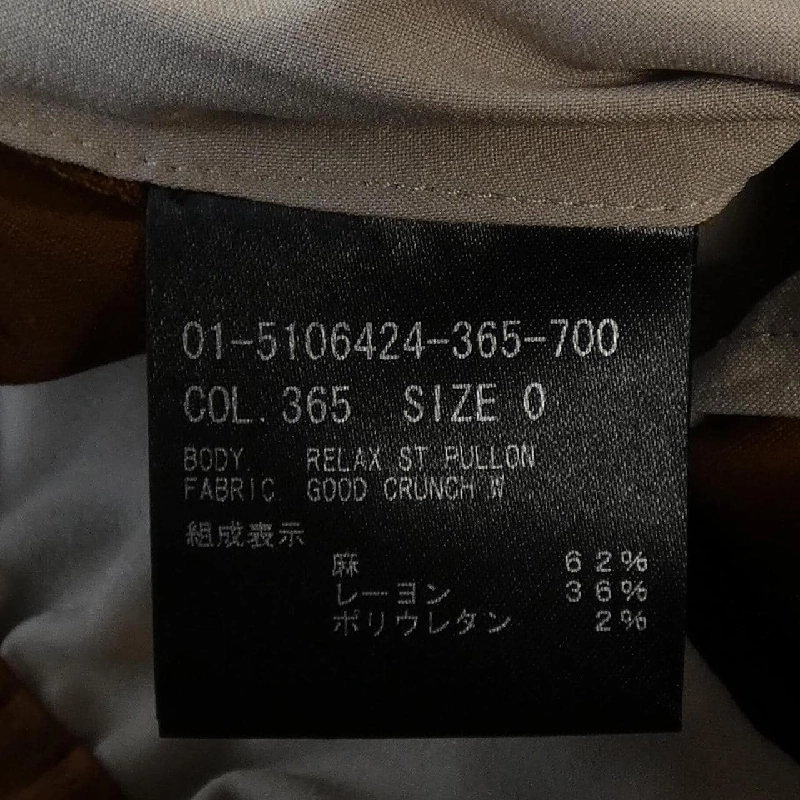 01-5106424-365-700
COL. 365 SIZE 0
BODY. RELAX ST PULLON
FABRIC. GOOD CRUNCH W
組成表示
麻 62%
レーヨン 36%
ポリウレタン 2%